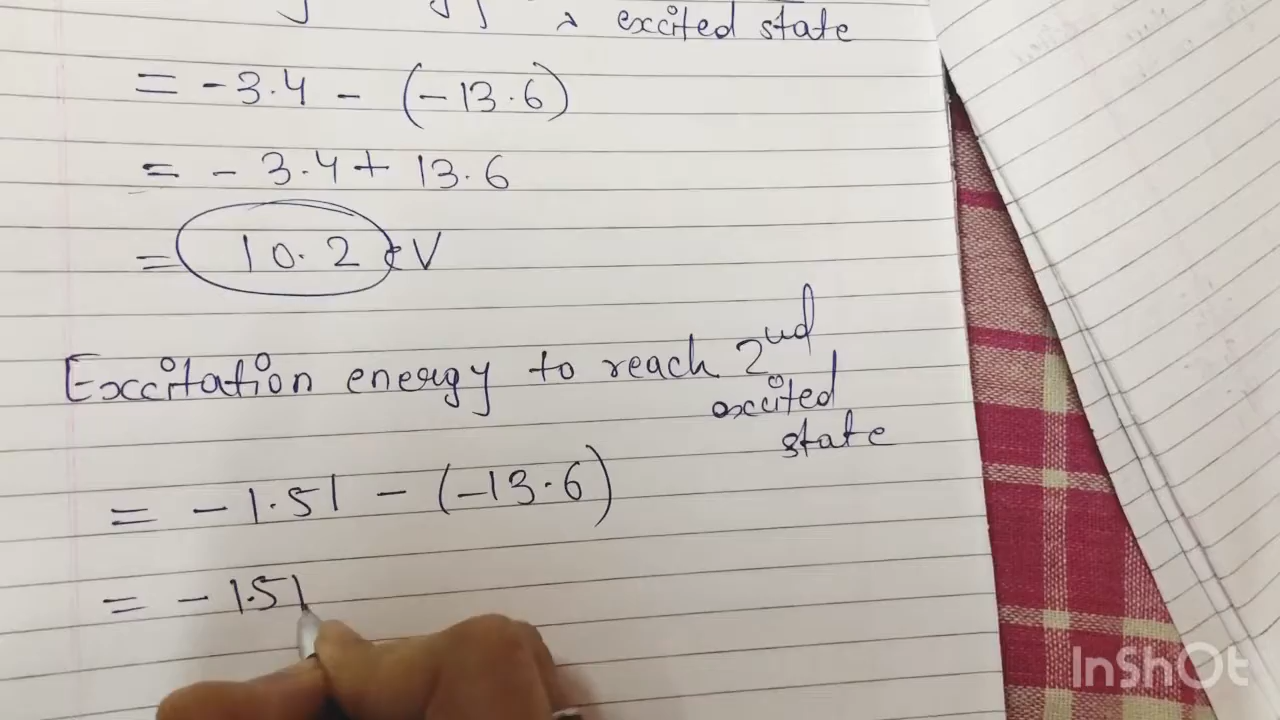 excited state
= -3.4 - (-13.6)
= - 3.4 + 13.6
= 10.2 eV
Excitation energy to reach 2nd
excited
state
= - 1.51 - (-13.6)
= - 1.51
InShOt